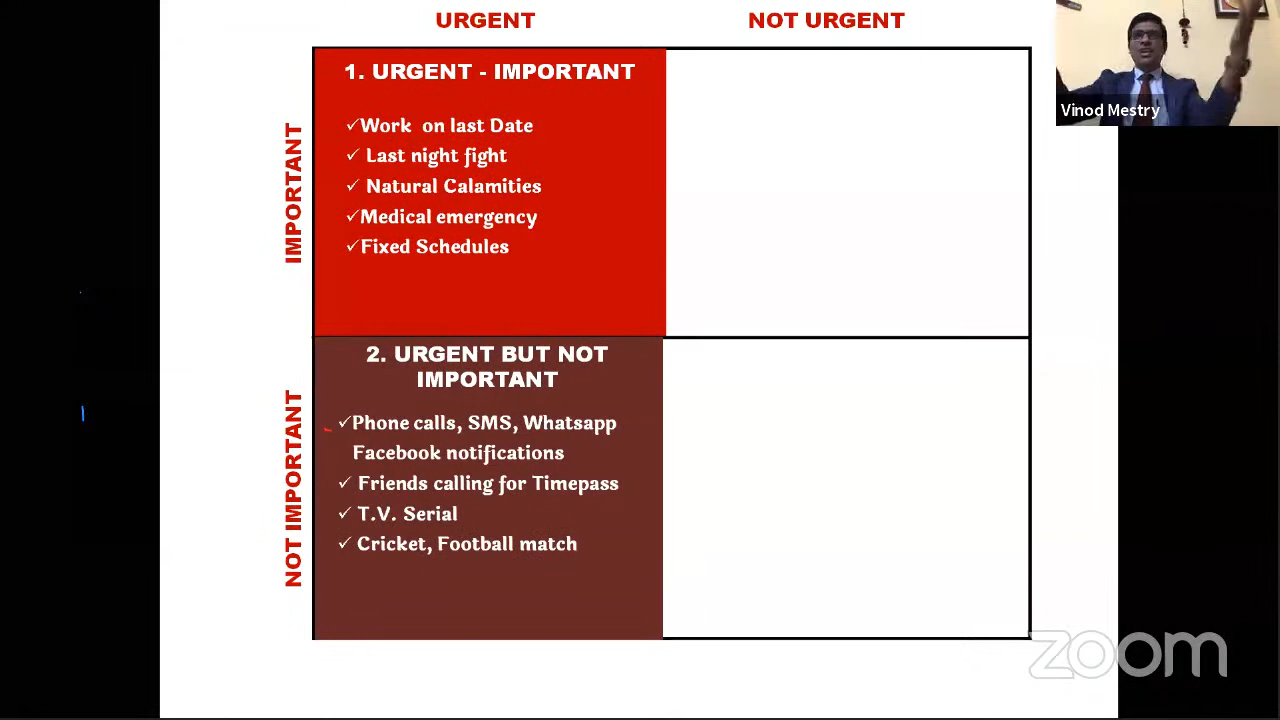 URGENT
NOT URGENT
IMPORTANT
1. URGENT - IMPORTANT
✓Work on last Date
✓ Last night fight
✓ Natural Calamities
✓Medical emergency
✓Fixed Schedules
NOT IMPORTANT
2. URGENT BUT NOT
IMPORTANT
✓Phone calls, SMS, Whatsapp
Facebook notifications
✓ Friends calling for Timepass
✓ T.V. Serial
✓ Cricket, Football match
Vinod Mestry
zoom